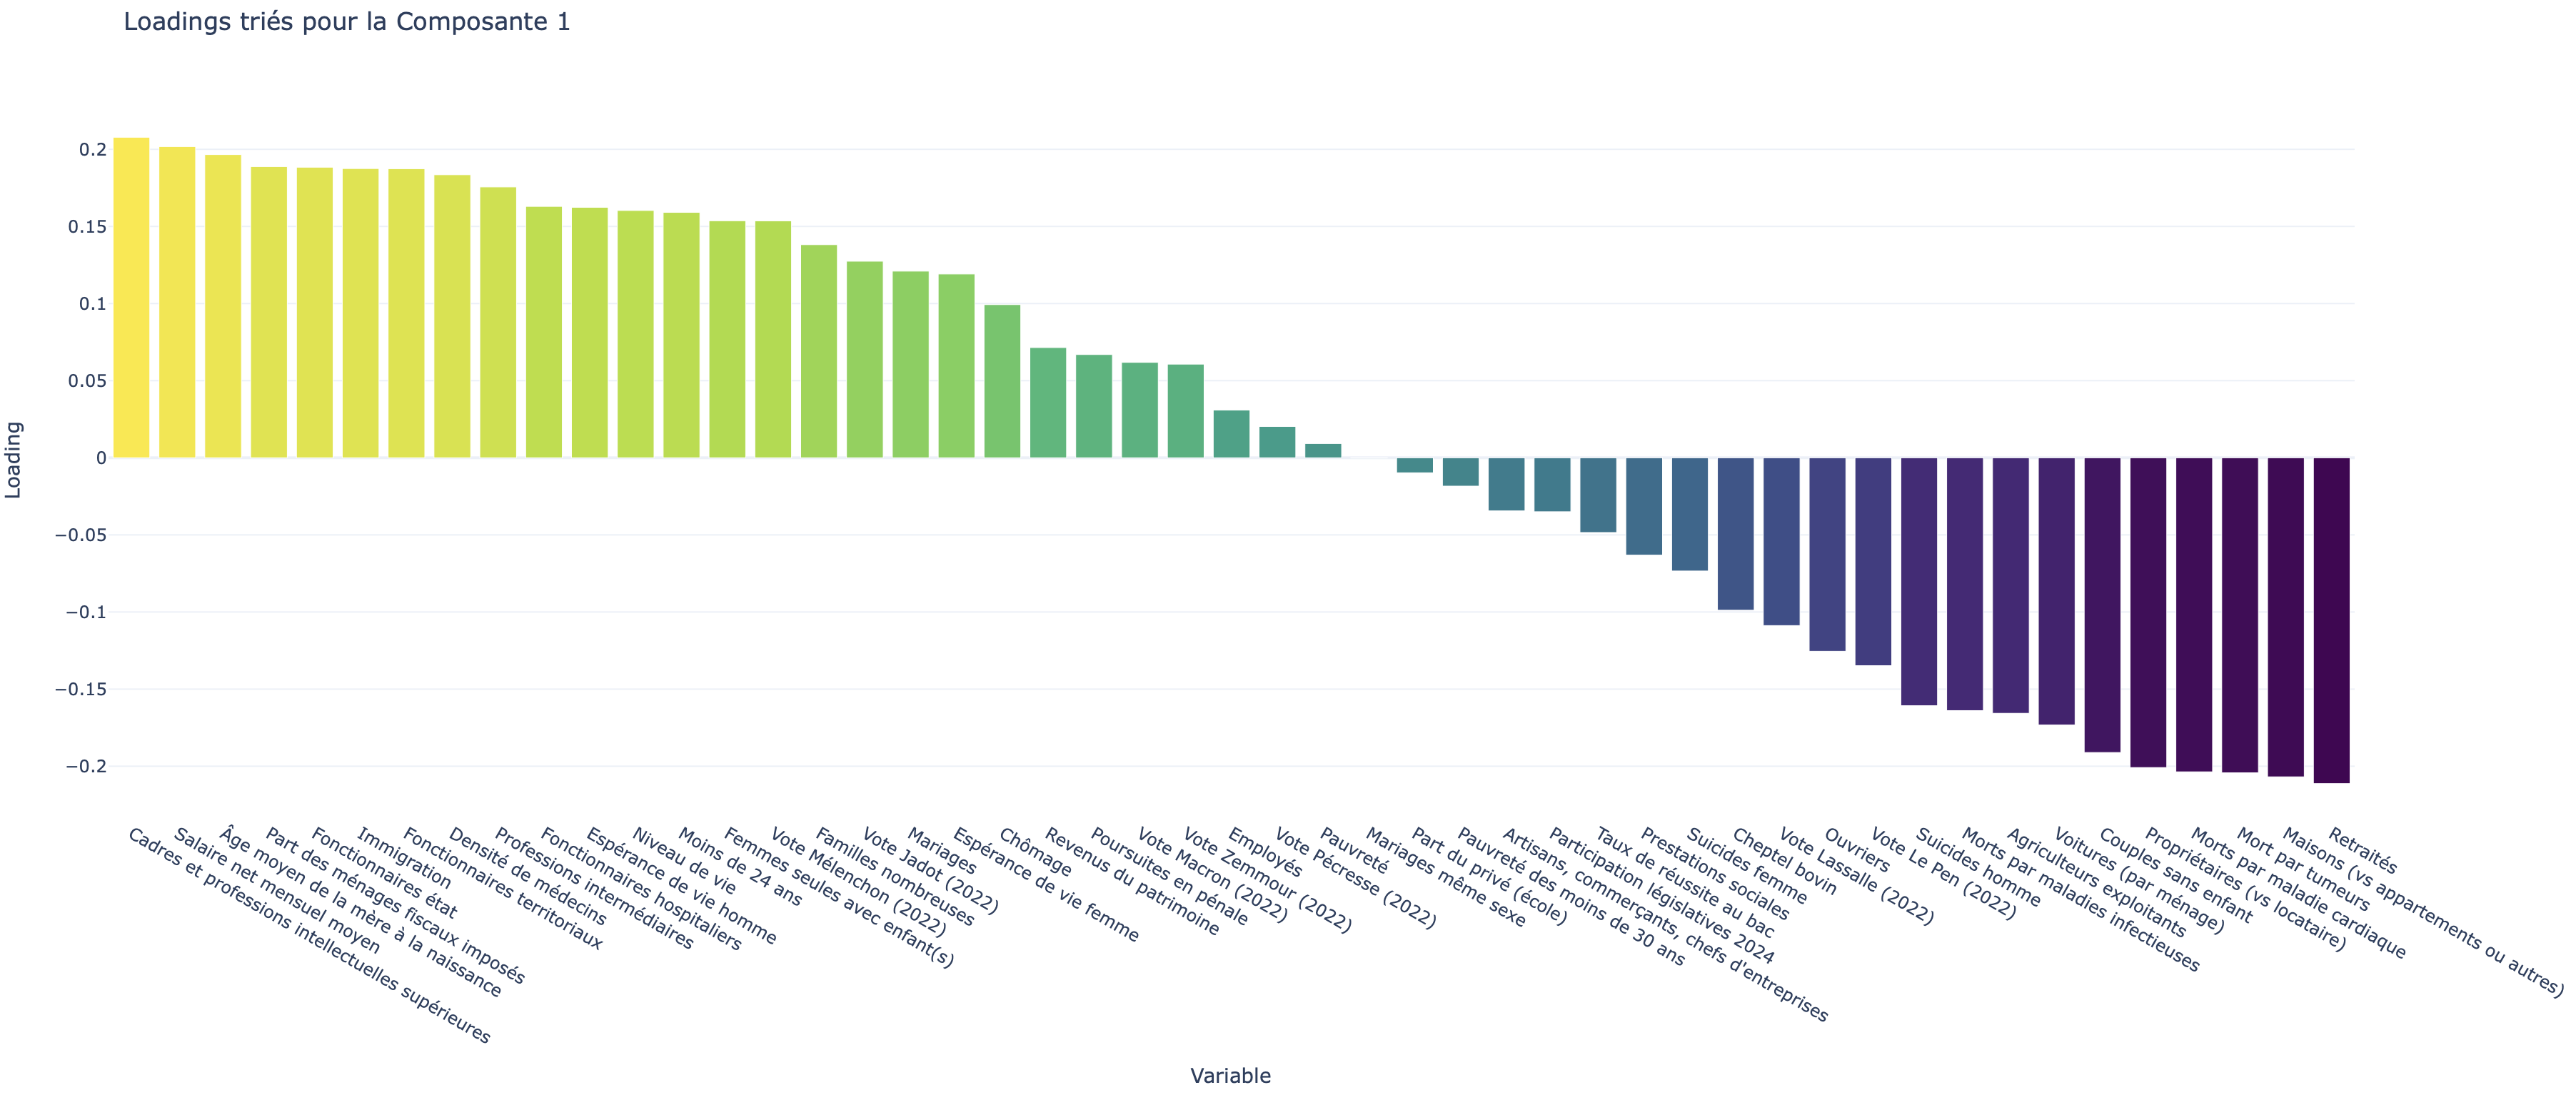 Loadings triés pour la Composante 1
Loading
0.2
0.15
0.1
0.05
0
−0.05
−0.1
−0.15
−0.2
Cadres et professions intellectuelles supérieures
Salaire net mensuel moyen
Âge moyen de la mère à la naissance
Part des ménages fiscaux imposés
Fonctionnaires état
Immigration
Fonctionnaires territoriaux
Densité de médecins
Professions intermédiaires
Fonctionnaires hospitaliers
Espérance de vie homme
Niveau de vie
Moins de 24 ans
Femmes seules avec enfant(s)
Vote Mélenchon (2022)
Familles nombreuses
Vote Jadot (2022)
Mariages
Espérance de vie femme
Chômage
Revenus du patrimoine
Poursuites en pénale
Vote Macron (2022)
Vote Zemmour (2022)
Employés
Vote Pécresse (2022)
Pauvreté
Mariages même sexe
Part du privé (école)
Pauvreté des moins de 30 ans
Artisans, commerçants, chefs d'entreprises
Participation législatives 2024
Taux de réussite au bac
Prestations sociales
Suicides femme
Cheptel bovin
Vote Lassalle (2022)
Ouvriers
Vote Le Pen (2022)
Suicides homme
Morts par maladies infectieuses
Agriculteurs exploitants
Voitures (par ménage)
Couples sans enfant
Propriétaires (vs locataire)
Morts par maladie cardiaque
Mort par tumeurs
Maisons (vs appartements ou autres)
Retraités
Variable